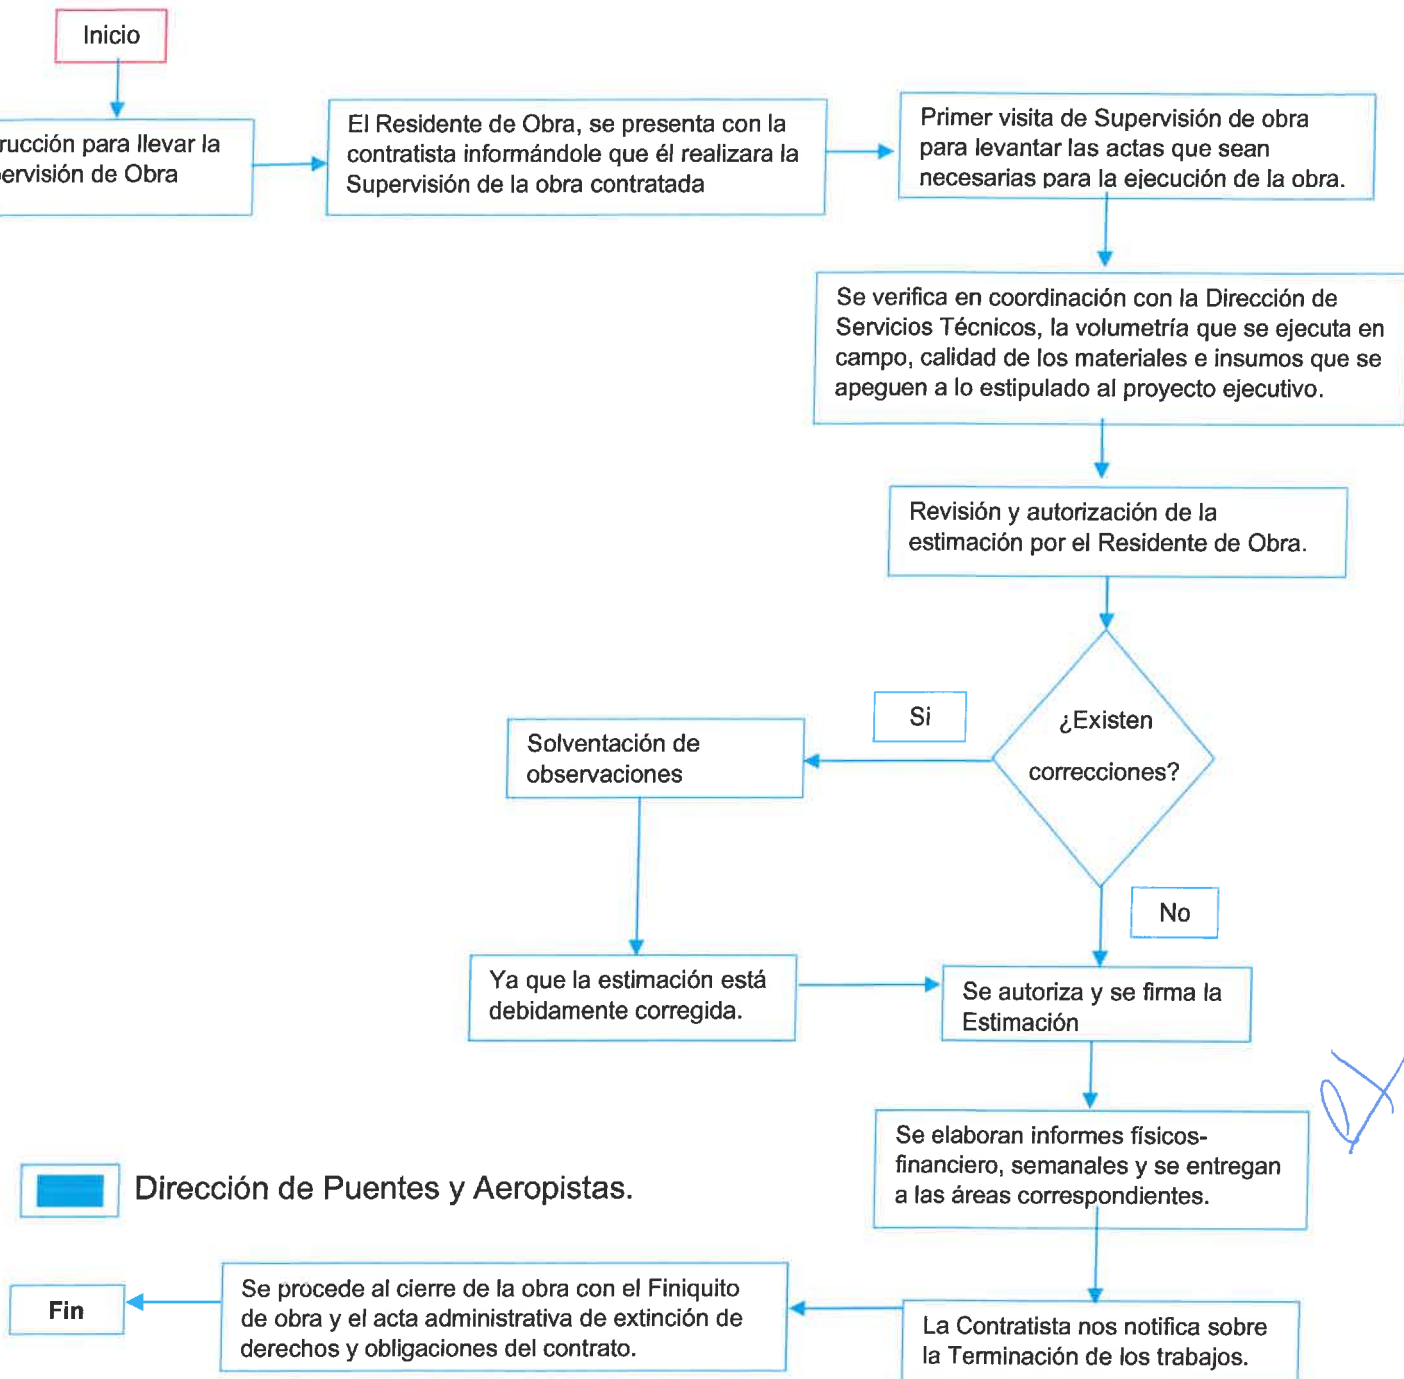 Inicio
rucción para llevar la
ervisión de Obra
El Residente de Obra, se presenta con la
contratista informándole que él realizara la
Supervisión de la obra contratada
Primer visita de Supervisión de obra
para levantar las actas que sean
necesarias para la ejecución de la obra.
Se verifica en coordinación con la Dirección de
Servicios Técnicos, la volumetría que se ejecuta en
campo, calidad de los materiales e insumos que se
apeguen a lo estipulado al proyecto ejecutivo.
Revisión y autorización de la
estimación por el Residente de Obra.
¿Existen
correcciones?
Si
Solventación de
observaciones
No
Ya que la estimación está
debidamente corregida.
Se autoriza y se firma la
Estimación
Se elaboran informes físicos-
financiero, semanales y se entregan
a las áreas correspondientes.
Dirección de Puentes y Aeropistas.
La Contratista nos notifica sobre
la Terminación de los trabajos.
Se procede al cierre de la obra con el Finiquito
de obra y el acta administrativa de extinción de
derechos y obligaciones del contrato.
Fin